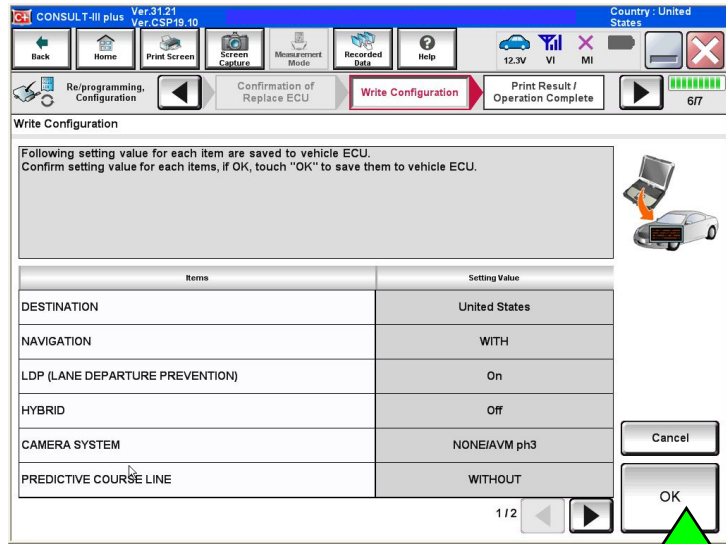 C+ CONSULT-III plus Ver.31.21
Ver.CSP19.10
Country : United
States
Back
Home
Print Screen
Screen
Capture
Measurement
Mode
Recorded
Data
Help
12.3V
VI
MI
Re/programming,
Configuration
Confirmation of
Replace ECU
Write Configuration
Print Result /
Operation Complete
6/7
Write Configuration
Following setting value for each item are saved to vehicle ECU.
Confirm setting value for each items, if OK, touch "OK" to save them to vehicle ECU.
Items Setting Value
DESTINATION United States
NAVIGATION WITH
LDP (LANE DEPARTURE PREVENTION) On
HYBRID Off
CAMERA SYSTEM NONE/AVM ph3
PREDICTIVE COURSE LINE WITHOUT
1/2
Cancel
OK